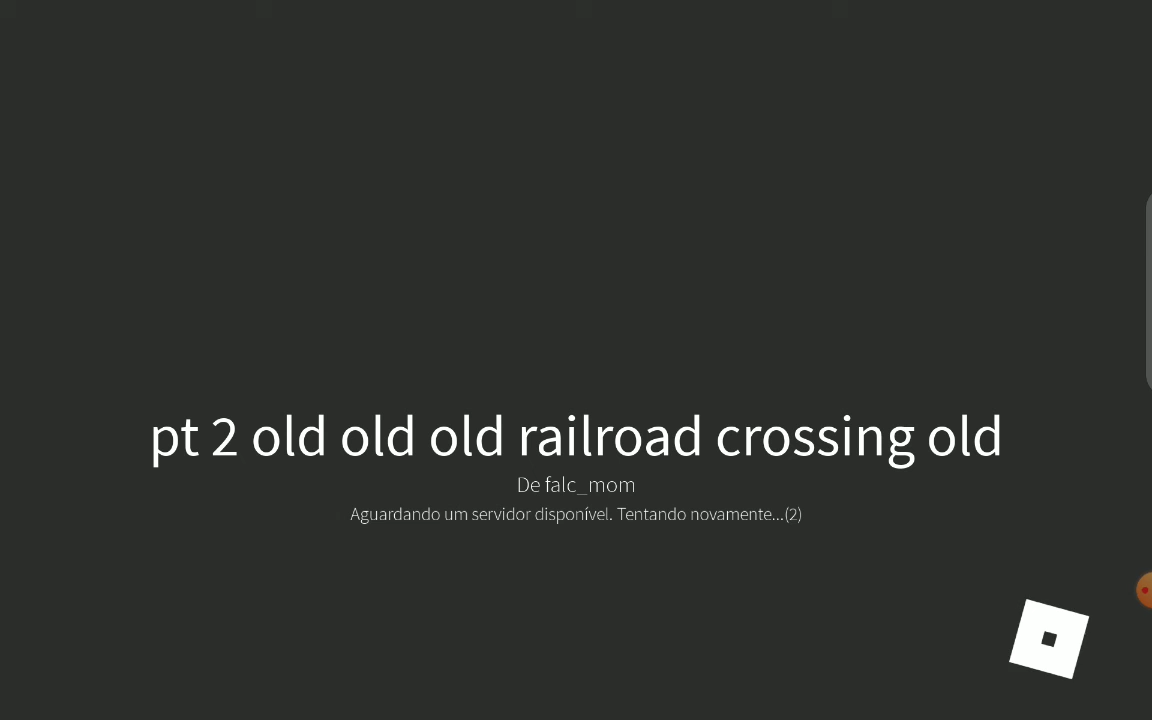 pt 2 old old old railroad crossing old
De falc_mom
Aguardando um servidor disponível. Tentando novamente...(2)